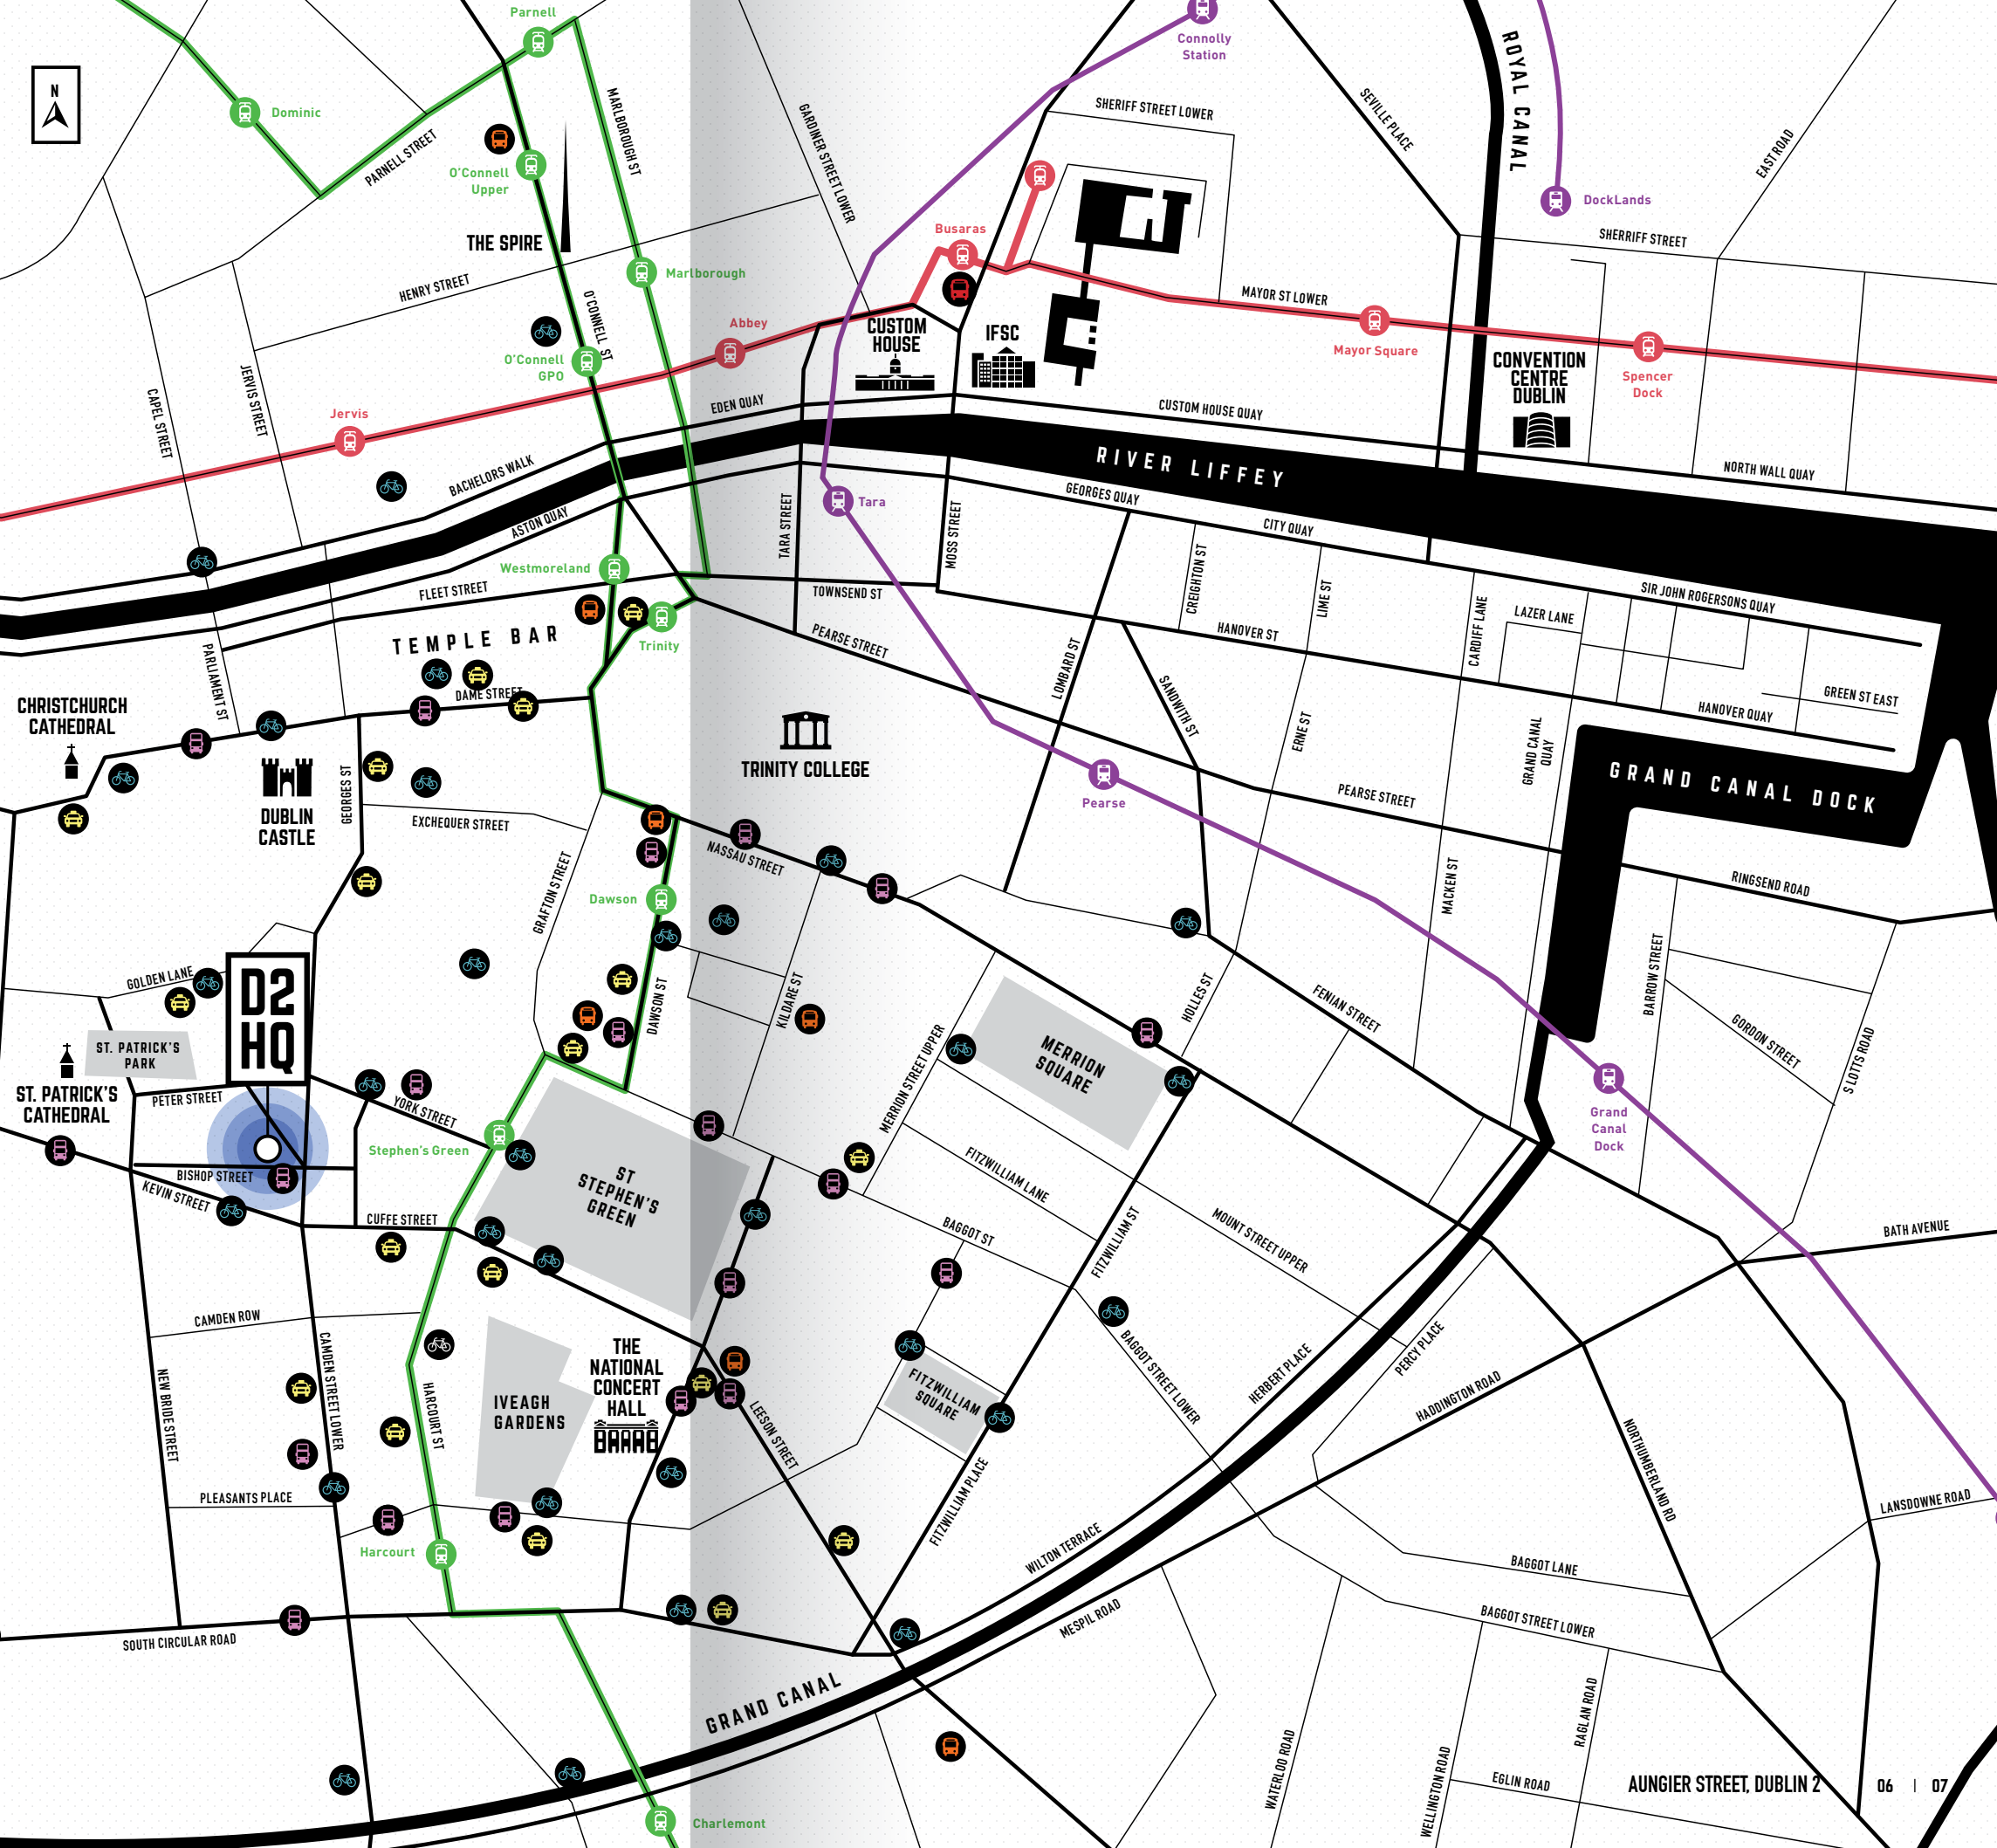 Parnell
Connolly
Station
ROYAL CANAL
N
Dominic
MARLBOROUGH ST
GARDINER STREET LOWER
SHERIFF STREET LOWER
SEVILLE PLACE
EAST ROAD
PARNELL STREET
O'Connell
Upper
DockLands
THE SPIRE
Busaras
SHERRIFF STREET
Marlborough
HENRY STREET
O'CONNELL ST
MAYOR ST LOWER
Abbey
CUSTOM
HOUSE
IFSC
Mayor Square
O'Connell
GPO
CONVENTION
CENTRE
DUBLIN
Spencer
Dock
CAPEL STREET
JERVIS STREET
Jervis
EDEN QUAY
CUSTOM HOUSE QUAY
BACHELORS WALK
RIVER LIFFEY
NORTH WALL QUAY
ASTON QUAY
TARA STREET
Tara
MOSS STREET
GEORGES QUAY
CITY QUAY
Westmoreland
FLEET STREET
TOWNSEND ST
CREIGHTON ST
LIME ST
CARDIFF LANE
LAZER LANE
SIR JOHN ROGERSONS QUAY
TEMPLE BAR
Trinity
PEARSE STREET
HANOVER ST
PARLIAMENT ST
DAME STREET
LOMBARD ST
SANDWITH ST
GREEN ST EAST
HANOVER QUAY
CHRISTCHURCH
CATHEDRAL
ERNE ST
GRAND CANAL
QUAY
TRINITY COLLEGE
GEORGES ST
DUBLIN
CASTLE
EXCHEQUER STREET
Pearse
PEARSE STREET
GRAND CANAL DOCK
NASSAU STREET
GRAFTON STREET
Dawson
MACKEN ST
RINGSEND ROAD
GOLDEN LANE
D2
HQ
DAWSON ST
KILDARE ST
HOLLES ST
FENIAN STREET
BARROW STREET
GORDON STREET
S LOTTS ROAD
ST. PATRICK'S
PARK
MERRION STREET UPPER
MERRION
SQUARE
ST. PATRICK'S
CATHEDRAL
PETER STREET
YORK STREET
Grand
Canal
Dock
Stephen's Green
BISHOP STREET
KEVIN STREET
ST
STEPHEN'S
GREEN
FITZWILLIAM LANE
CUFFE STREET
BAGGOT ST
FITZWILLIAM ST
MOUNT STREET UPPER
BATH AVENUE
CAMDEN ROW
CAMDEN STREET LOWER
THE
NATIONAL
CONCERT
HALL
BAGGOT STREET LOWER
HERBERT PLACE
PERCY PLACE
HADDINGTON ROAD
NEW BRIDE STREET
HARCOURT ST
IVEAGH
GARDENS
FITZWILLIAM
SQUARE
LEESON STREET
NORTHUMBERLAND RD
FITZWILLIAM PLACE
PLEASANTS PLACE
LANSDOWNE ROAD
Harcourt
WILTON TERRACE
BAGGOT LANE
MESPIL ROAD
BAGGOT STREET LOWER
SOUTH CIRCULAR ROAD
GRAND CANAL
WATERLOO ROAD
WELLINGTON ROAD
RAGLAN ROAD
EGLIN ROAD
AUNGIER STREET, DUBLIN 2
06 | 07
Charlemont